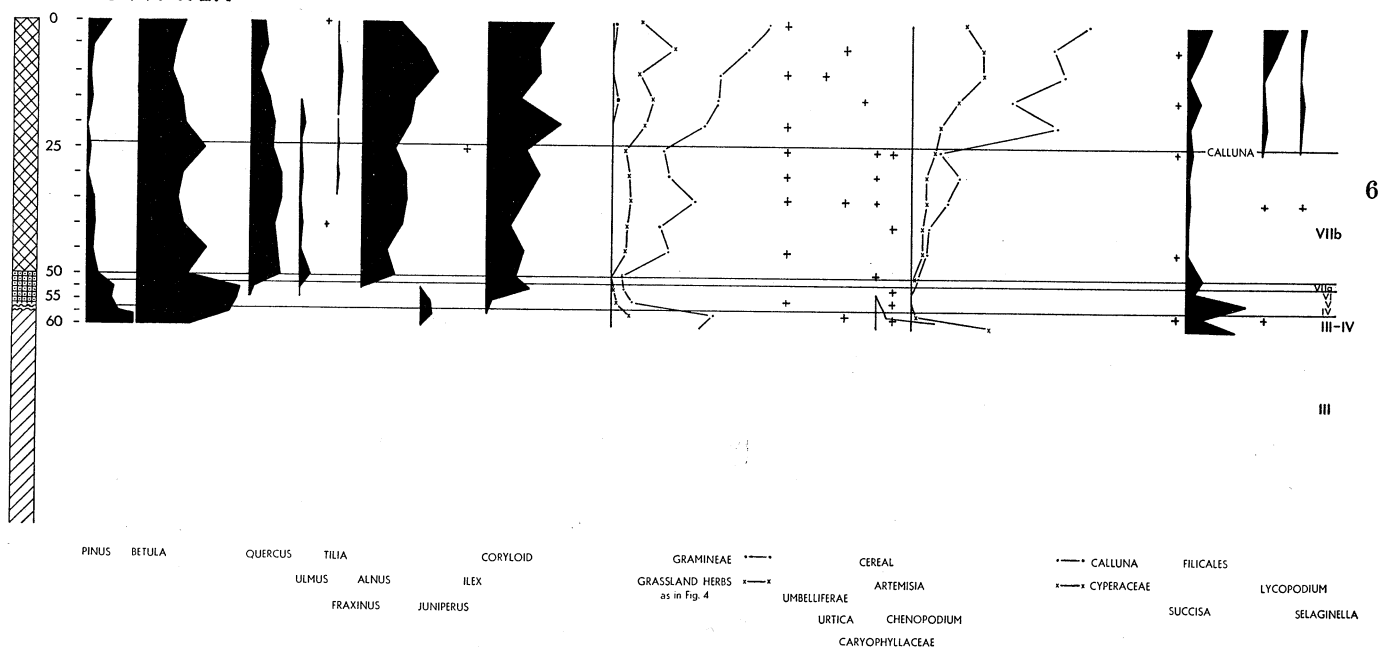 0
25
50
55
60
CALLUNA
6
VIIb
VIIa
VI
V
IV
III-IV
III
PINUS BETULA QUERCUS TILIA CORYLOID GRAMINEAE CEREAL CALLUNA FILICALES
ULMUS ALNUS ILEX GRASSLAND HERBS ARTEMISIA CYPERACEAE LYCOPODIUM
as in Fig. 4
FRAXINUS JUNIPERUS UMBELLIFERAE SUCCISA SELAGINELLA
URTICA CHENOPODIUM
CARYOPHYLLACEAE